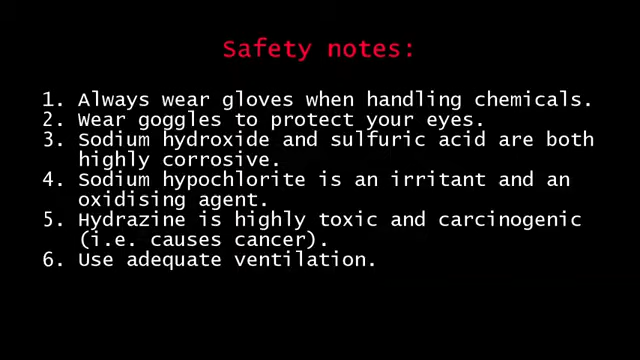 Safety notes:
1. Always wear gloves when handling chemicals.
2. Wear goggles to protect your eyes.
3. Sodium hydroxide and sulfuric acid are both
highly corrosive.
4. Sodium hypochlorite is an irritant and an
oxidising agent.
5. Hydrazine is highly toxic and carcinogenic
(i.e. causes cancer).
6. Use adequate ventilation.